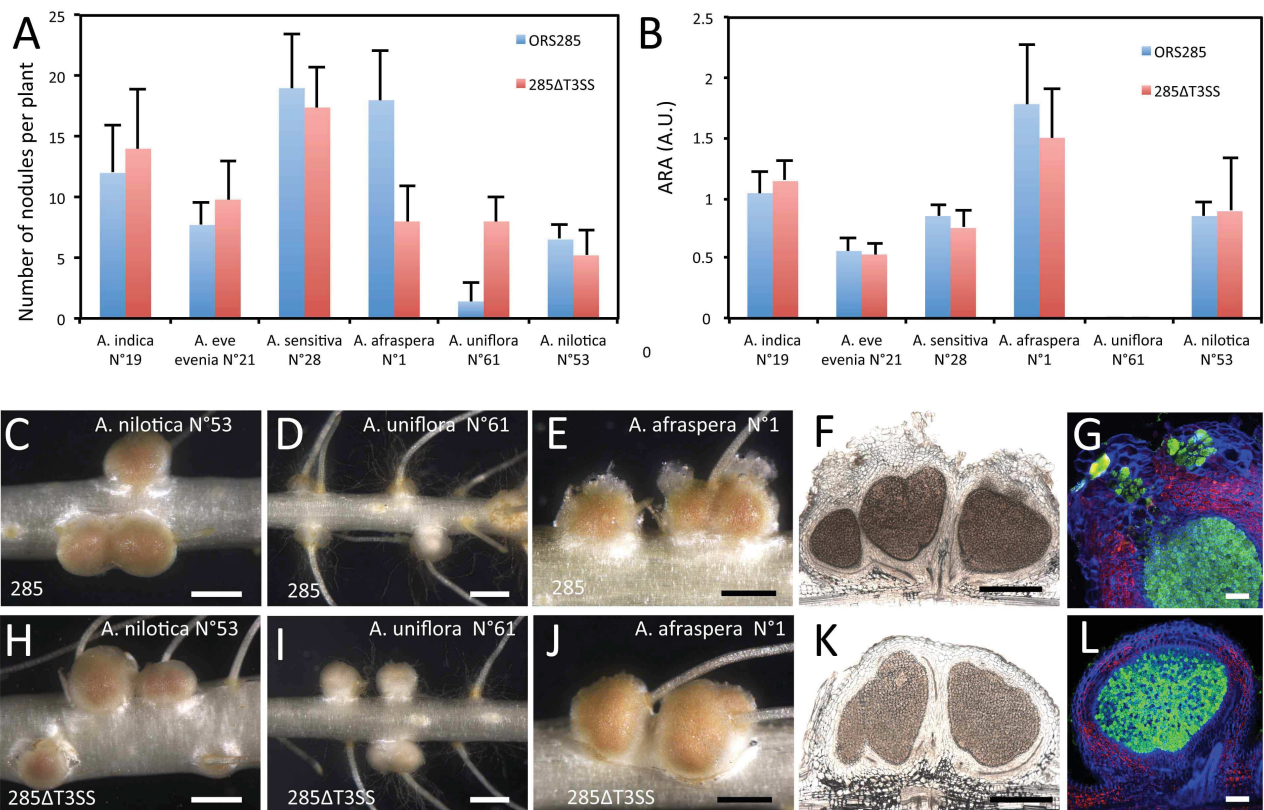 A
Number of nodules per plant
25
20
15
10
5
0
ORS285
285ΔT3SS
A. indica
N°19
A. eve
evenia N°21
A. sensitiva
N°28
A. afraspera
N°1
A. uniflora
N°61
A. nilotica
N°53
B
ARA (A.U.)
2.5
2
1.5
1
0.5
0
0
ORS285
285ΔT3SS
A. indica
N°19
A. eve
evenia N°21
A. sensitiva
N°28
A. afraspera
N°1
A. uniflora
N°61
A. nilotica
N°53
C
A. nilotica N°53
285
D
A. uniflora N°61
285
E
A. afraspera N°1
285
F
G
H
A. nilotica N°53
285ΔT3SS
I
A. uniflora N°61
285ΔT3SS
J
A. afraspera N°1
285ΔT3SS
K
L